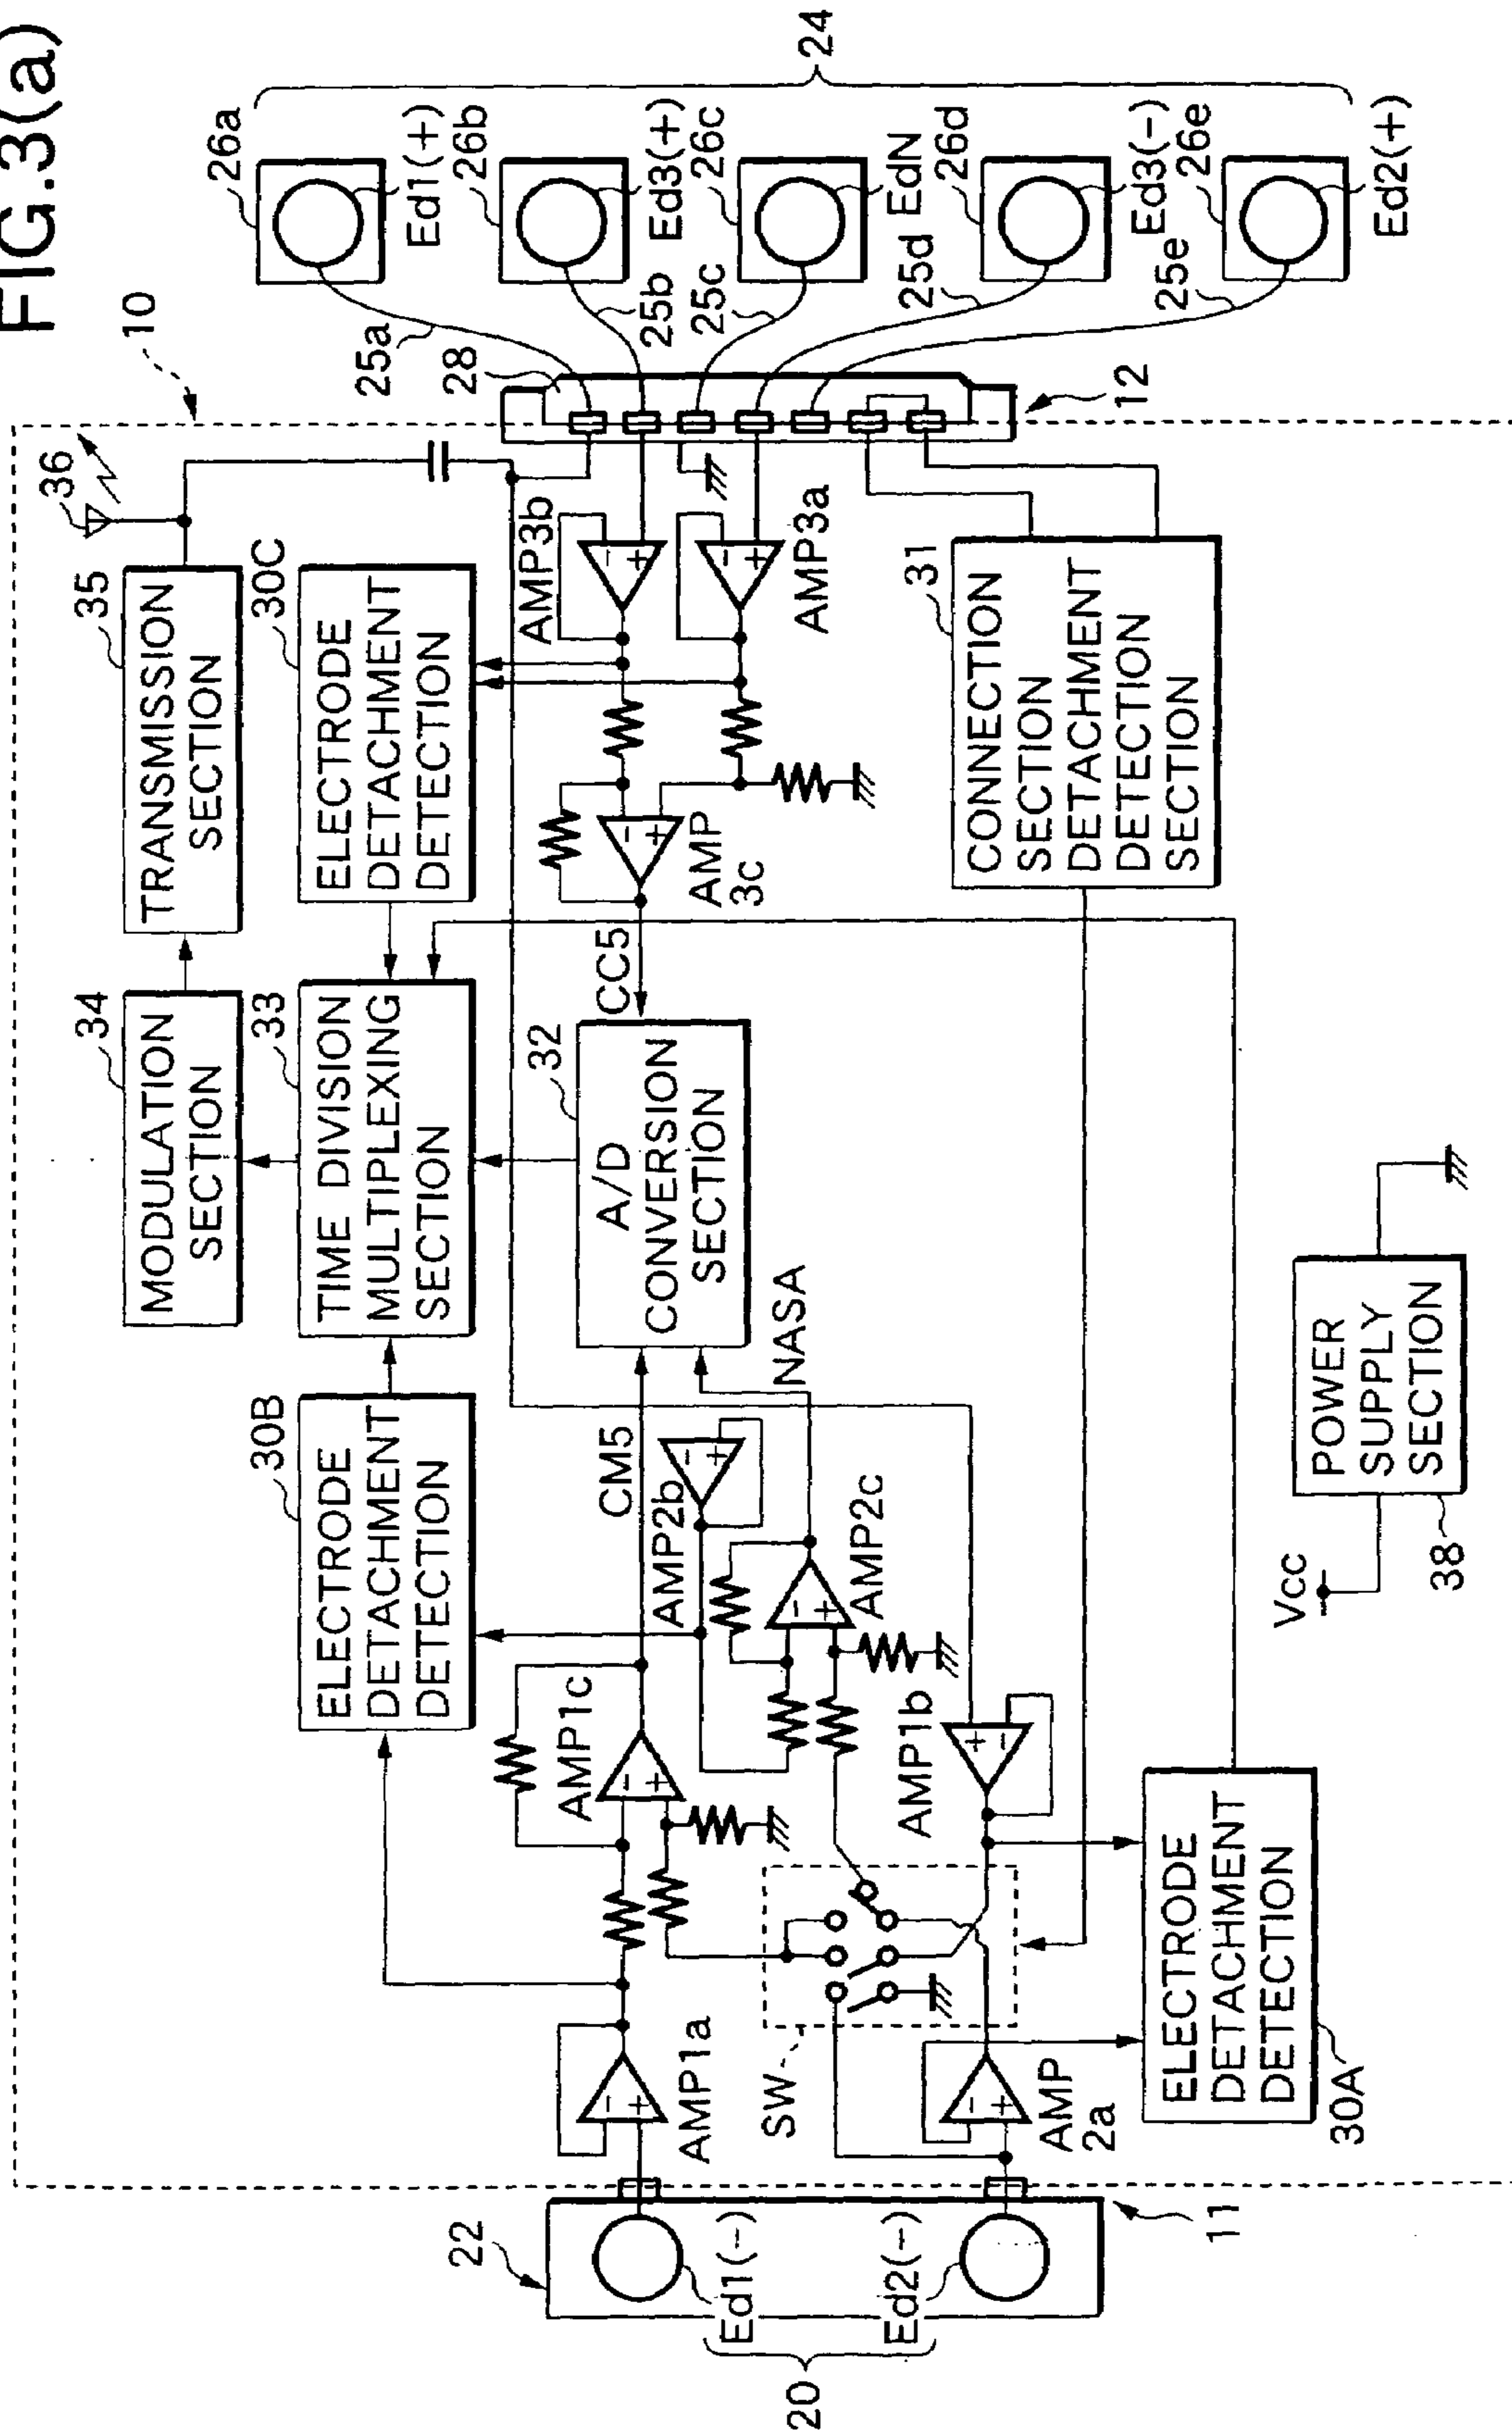 FIG.3(a)
10
36
35
TRANSMISSION
SECTION
34
MODULATION
SECTION
30C
ELECTRODE
DETACHMENT
DETECTION
33
TIME DIVISION
MULTIPLEXING
SECTION
30B
ELECTRODE
DETACHMENT
DETECTION
32
A/D
CONVERSION
SECTION
CC5
CM5
NASA
AMP3b
- +
AMP3a
- +
AMP
3c
- +
AMP1a
- +
AMP1c
- +
AMP2b
- +
AMP2c
- +
AMP1b
+ -
AMP
2a
- +
SW
31
CONNECTION
SECTION
DETACHMENT
DETECTION
SECTION
30A
ELECTRODE
DETACHMENT
DETECTION
Vcc
38
POWER
SUPPLY
SECTION
22
Ed1(-)
Ed2(-)
20
11
28
12
25a
25b
25c
25d
25e
26a
Ed1(+)
26b
Ed3(+)
26c
EdN
26d
Ed3(-)
26e
Ed2(+)
24